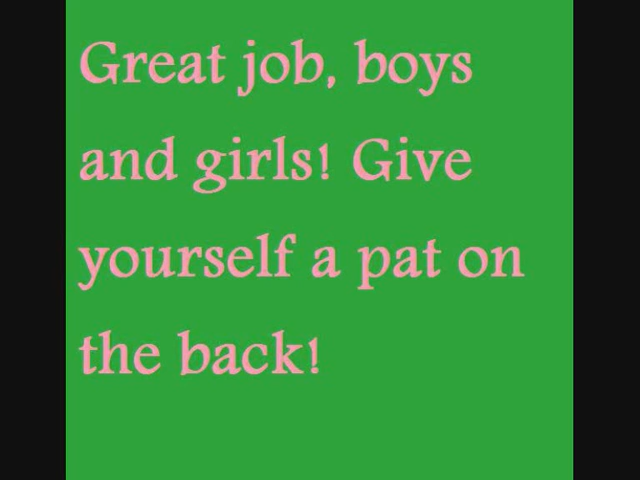 Great job, boys
and girls! Give
yourself a pat on
the back!